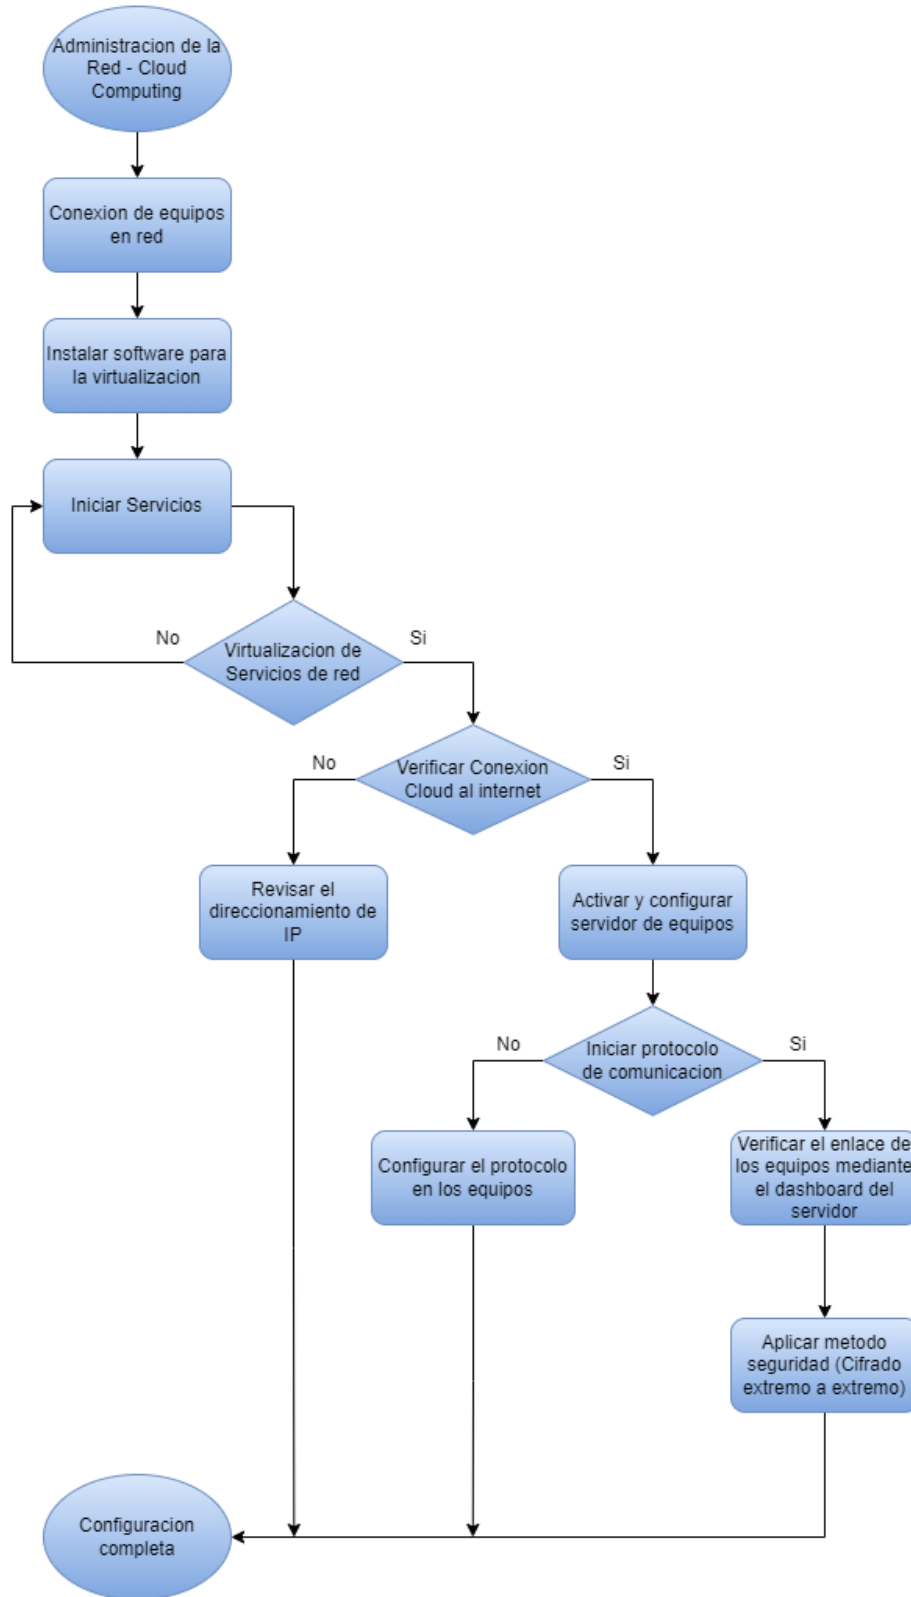 Administracion de la
Red - Cloud
Computing
Conexion de equipos
en red
Instalar software para
la virtualizacion
Iniciar Servicios
No
Si
Virtualizacion de
Servicios de red
No
Si
Verificar Conexion
Cloud al internet
Revisar el
direccionamiento de
IP
Activar y configurar
servidor de equipos
No
Si
Iniciar protocolo
de comunicacion
Configurar el protocolo
en los equipos
Verificar el enlace de
los equipos mediante
el dashboard del
servidor
Aplicar metodo
seguridad (Cifrado
extremo a extremo)
Configuracion
completa